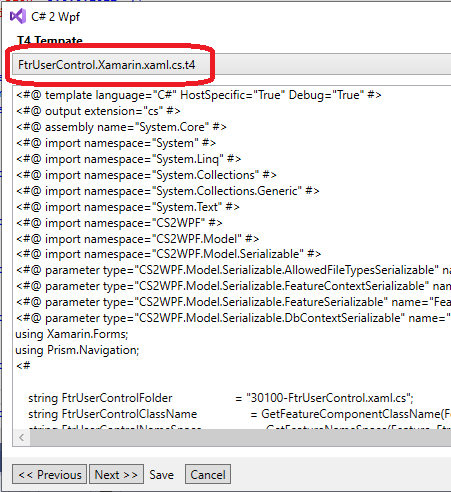 C# 2 Wpf
T4 Tempate
FtrUserControl.Xamarin.xaml.cs.t4
<#@ template language="C#" HostSpecific="True" Debug="True" #>
<#@ output extension="cs" #>
<#@ assembly name="System.Core" #>
<#@ import namespace="System" #>
<#@ import namespace="System.Linq" #>
<#@ import namespace="System.Collections" #>
<#@ import namespace="System.Collections.Generic" #>
<#@ import namespace="System.Text" #>
<#@ import namespace="CS2WPF" #>
<#@ import namespace="CS2WPF.Model" #>
<#@ import namespace="CS2WPF.Model.Serializable" #>
<#@ parameter type="CS2WPF.Model.Serializable.AllowedFileTypesSerializable" na
<#@ parameter type="CS2WPF.Model.Serializable.FeatureContextSerializable" nam
<#@ parameter type="CS2WPF.Model.Serializable.FeatureSerializable" name="Fea
<#@ parameter type="CS2WPF.Model.Serializable.DbContextSerializable" name="
using Xamarin.Forms;
using Prism.Navigation;
<#
string FtrUserControlFolder = "30100-FtrUserControl.xaml.cs";
string FtrUserControlClassName = GetFeatureComponentClassName(F
<< Previous Next >> Save Cancel